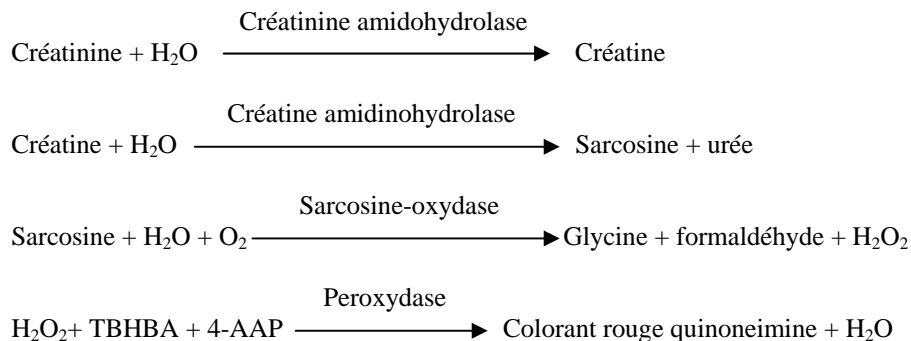 Créatinine amidohydrolase
Créatinine + H₂O Créatine
Créatine amidinohydrolase
Créatine + H₂O Sarcosine + urée
Sarcosine-oxydase
Sarcosine + H₂O + O₂ Glycine + formaldéhyde + H₂O₂
Peroxydase
H₂O₂+ TBHBA + 4-AAP Colorant rouge quinoneimine + H₂O